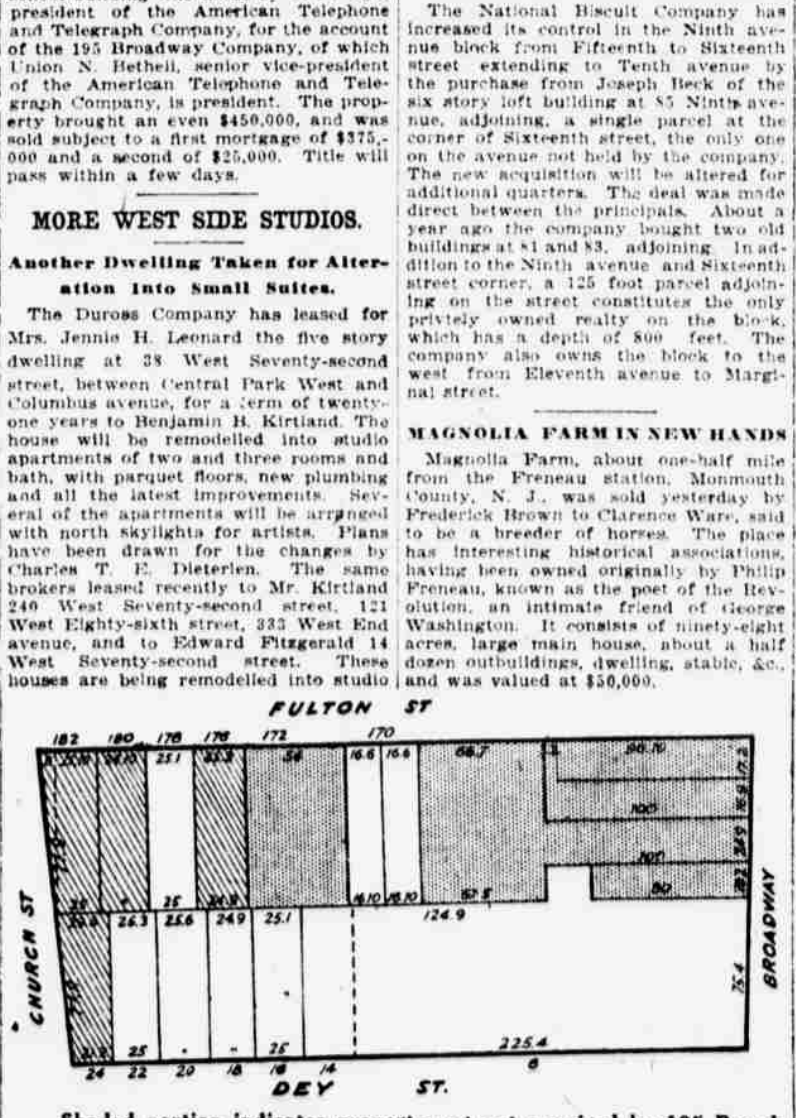 president of the American Telephone
and Telegraph Company, for the account
of the 195 Broadway Company, of which
Union N. Bethell, senior vice-president
of the American Telephone and Tele-
graph Company, is president. The prop-
erty brought an even $450,000, and was
sold subject to a first mortgage of $375,-
000 and a second of $25,000. Title will
pass within a few days.
MORE WEST SIDE STUDIOS.
Another Dwelling Taken for Alter-
ation Into Small Suites.
The Duross Company has leased for
Mrs. Jennie H. Leonard the five story
dwelling at 38 West Seventy-second
street, between Central Park West and
Columbus avenue, for a term of twenty-
one years to Benjamin B. Kirtland. The
house will be remodelled into studio
apartments of two and three rooms and
bath, with parquet floors, new plumbing
and all the latest improvements. Sev-
eral of the apartments will be arranged
with north skylights for artists. Plans
have been drawn for the changes by
Charles T. E. Dieterlen. The same
brokers leased recently to Mr. Kirtland
240 West Seventy-second street, 121
West Eighty-sixth street, 333 West End
avenue, and to Edward Fitzgerald 14
West Seventy-second street. These
houses are being remodelled into studio
The National Biscuit Company has
increased its control in the Ninth ave-
nue block from Fifteenth to Sixteenth
street extending to Tenth avenue by
the purchase from Joseph Beck of the
six story loft building at 85 Ninth ave-
nue, adjoining, a single parcel at the
corner of Sixteenth street, the only one
on the avenue not held by the company.
The new acquisition will be altered for
additional quarters. The deal was made
direct between the principals. About a
year ago the company bought two old
buildings at 81 and 83, adjoining. In ad-
dition to the Ninth avenue and Sixteenth
street corner, a 125 foot parcel adjoin-
ing on the street constitutes the only
privtely owned realty on the block,
which has a depth of 800 feet. The
company also owns the block to the
west from Eleventh avenue to Margi-
nal street.
MAGNOLIA FARM IN NEW HANDS
Magnolia Farm, about one-half mile
from the Freneau station, Monmouth
County, N. J., was sold yesterday by
Frederick Brown to Clarence Ware, said
to be a breeder of horses. The place
has interesting historical associations,
having been owned originally by Philip
Freneau, known as the poet of the Rev-
olution, an intimate friend of George
Washington. It consists of ninety-eight
acres, large main house, about a half
dozen outbuildings, dwelling, stable, &c.,
and was valued at $50,000.
FULTON ST
182 180 178 176 172 170
25.1 56 16.6 16.6 68.7 96.10
17.2
100 16.9
101 24.9
80
25 25 24.9 16.10 16.10 52.5
25.3 25.6 24.9 25.1 124.9
CHURCH ST
BROADWAY
75.4
25 25 225.4
24 22 20 18 16 14 8
DEY ST.